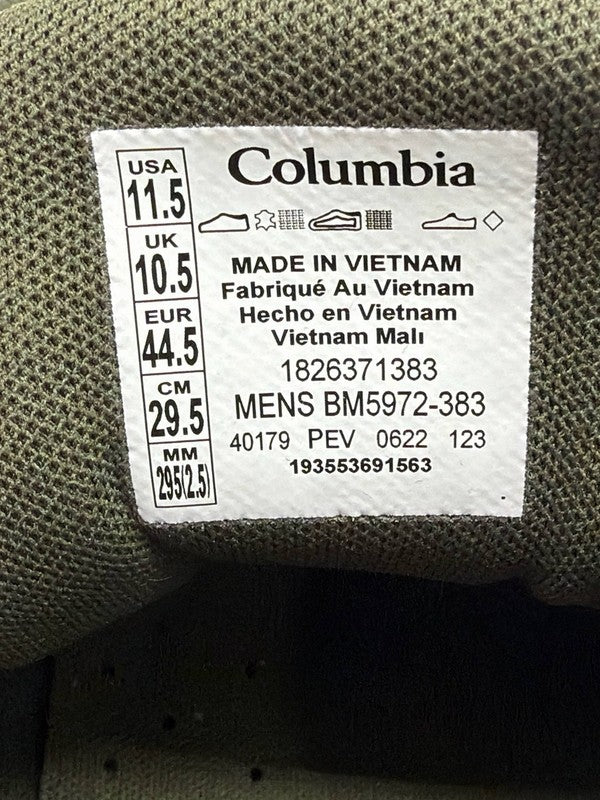 Columbia
USA
11.5
UK
10.5
EUR
44.5
CM
29.5
MM
295(2.5)
MADE IN VIETNAM
Fabriqué Au Vietnam
Hecho en Vietnam
Vietnam Malı
1826371383
MENS BM5972-383
40179 PEV 0622 123
193553691563